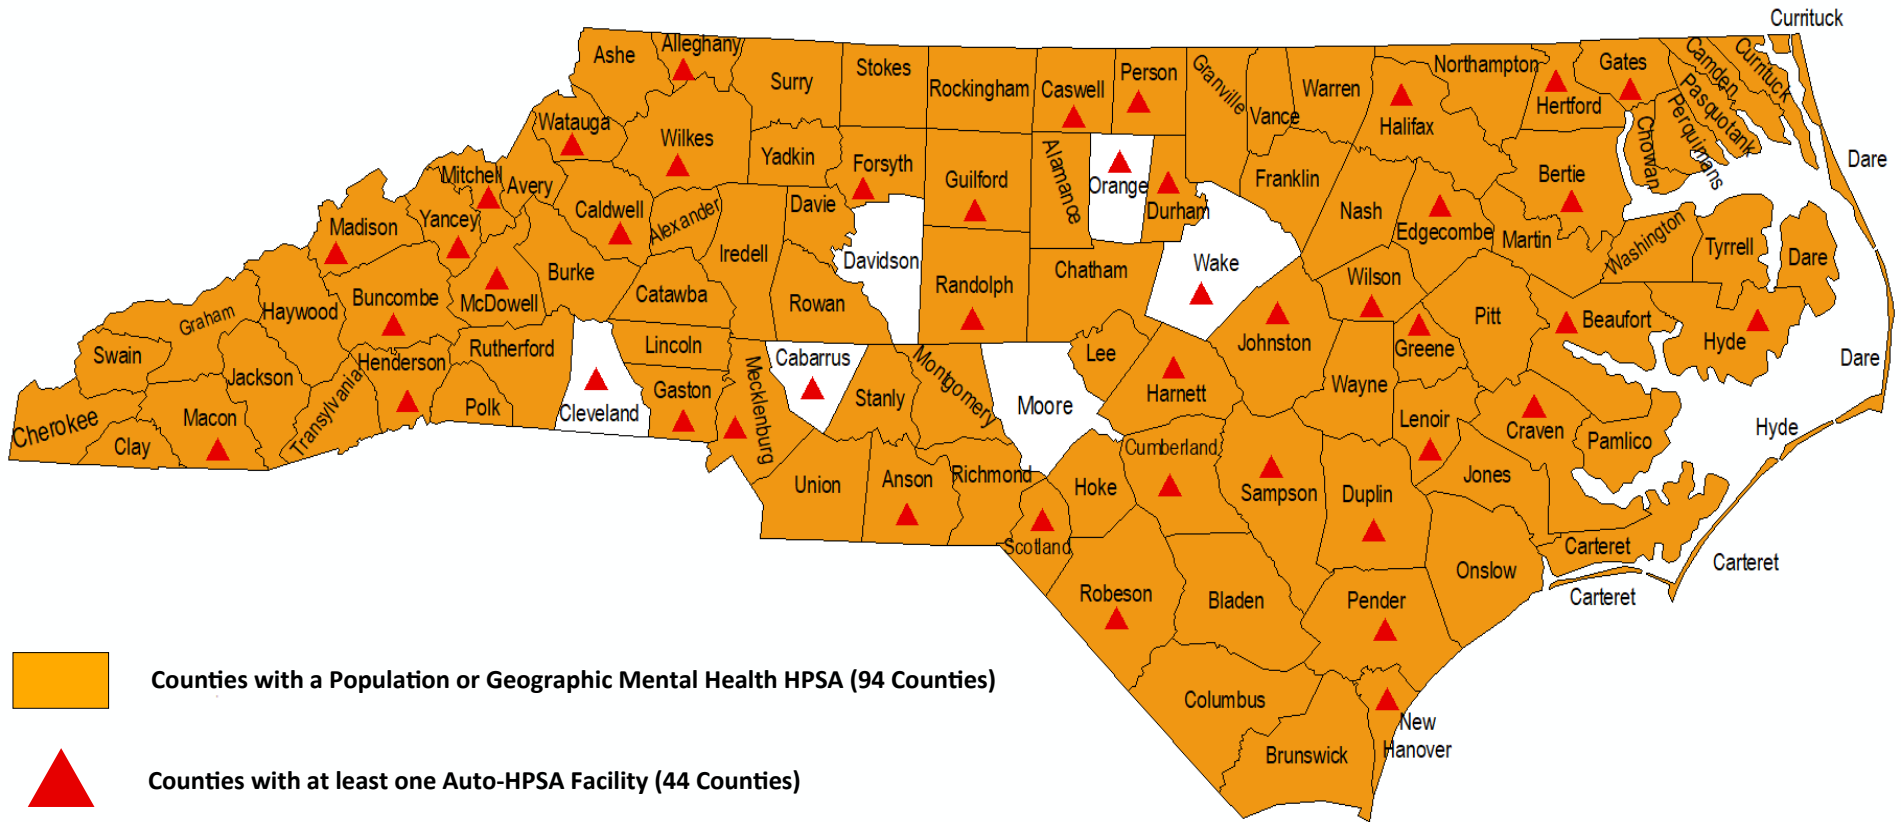 Currituck
Ashe
Alleghany
Surry
Stokes
Rockingham
Caswell
Person
Granville
Vance
Warren
Northampton
Halifax
Hertford
Gates
Camden
Currituck
Pasquotank
Perquimans
Chowan
Dare
Watauga
Wilkes
Yadkin
Forsyth
Guilford
Alamance
Orange
Durham
Franklin
Nash
Edgecombe
Bertie
Martin
Washington
Tyrrell
Dare
Mitchell
Avery
Caldwell
Alexander
Davie
Iredell
Davidson
Randolph
Chatham
Wake
Wilson
Madison
Yancey
McDowell
Burke
Catawba
Rowan
Johnston
Greene
Pitt
Beaufort
Hyde
Dare
Buncombe
Haywood
Graham
Swain
Jackson
Henderson
Rutherford
Lincoln
Cabarrus
Stanly
Montgomery
Moore
Lee
Harnett
Wayne
Lenoir
Craven
Pamlico
Hyde
Cherokee
Clay
Macon
Transylvania
Polk
Cleveland
Gaston
Mecklenburg
Union
Anson
Richmond
Scotland
Hoke
Cumberland
Sampson
Duplin
Jones
Onslow
Carteret
Carteret
Carteret
Robeson
Bladen
Pender
Columbus
Brunswick
New
Hanover
Counties with a Population or Geographic Mental Health HPSA (94 Counties)
Counties with at least one Auto-HPSA Facility (44 Counties)